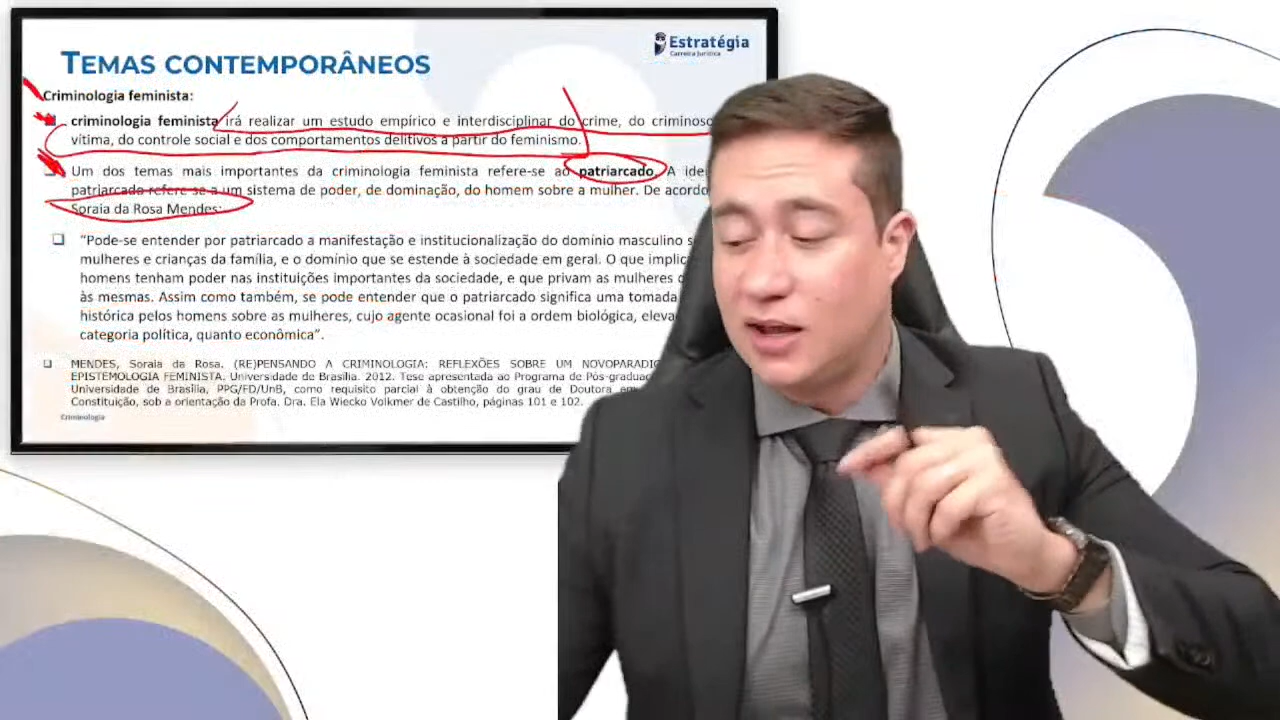 TEMAS CONTEMPORÂNEOS
Estratégia
Carreira Jurídica
Criminologia feminista:
criminologia feminista irá realizar um estudo empírico e interdisciplinar do crime, do criminoso
vítima, do controle social e dos comportamentos delitivos a partir do feminismo.
Um dos temas mais importantes da criminologia feminista refere-se ao patriarcado. A
patriarcado refere-se a um sistema de poder, de dominação, do homem sobre a mulher. De
Soraia da Rosa Mendes:
“Pode-se entender por patriarcado a manifestação e institucionalização do domínio masculino
mulheres e crianças da família, e o domínio que se estende à sociedade em geral. O que
homens tenham poder nas instituições importantes da sociedade, e que privam as mulheres
às mesmas. Assim como também, se pode entender que o patriarcado significa uma tomada
histórica pelos homens sobre as mulheres, cujo agente ocasional foi a ordem biológica,
categoria política, quanto econômica”.
MENDES, Soraia da Rosa. (RE)PENSANDO A CRIMINOLOGIA: REFLEXÕES SOBRE UM
EPISTEMOLOGIA FEMINISTA. Universidade de Brasília. 2012. Tese apresentada ao Programa de
Universidade de Brasília, PPG/FD/UnB, como requisito parcial à obtenção do grau de Doutora
Constituição, sob a orientação da Profa. Dra. Ela Wiecko Volkmer de Castilho, páginas 101 e 102.
Criminologia